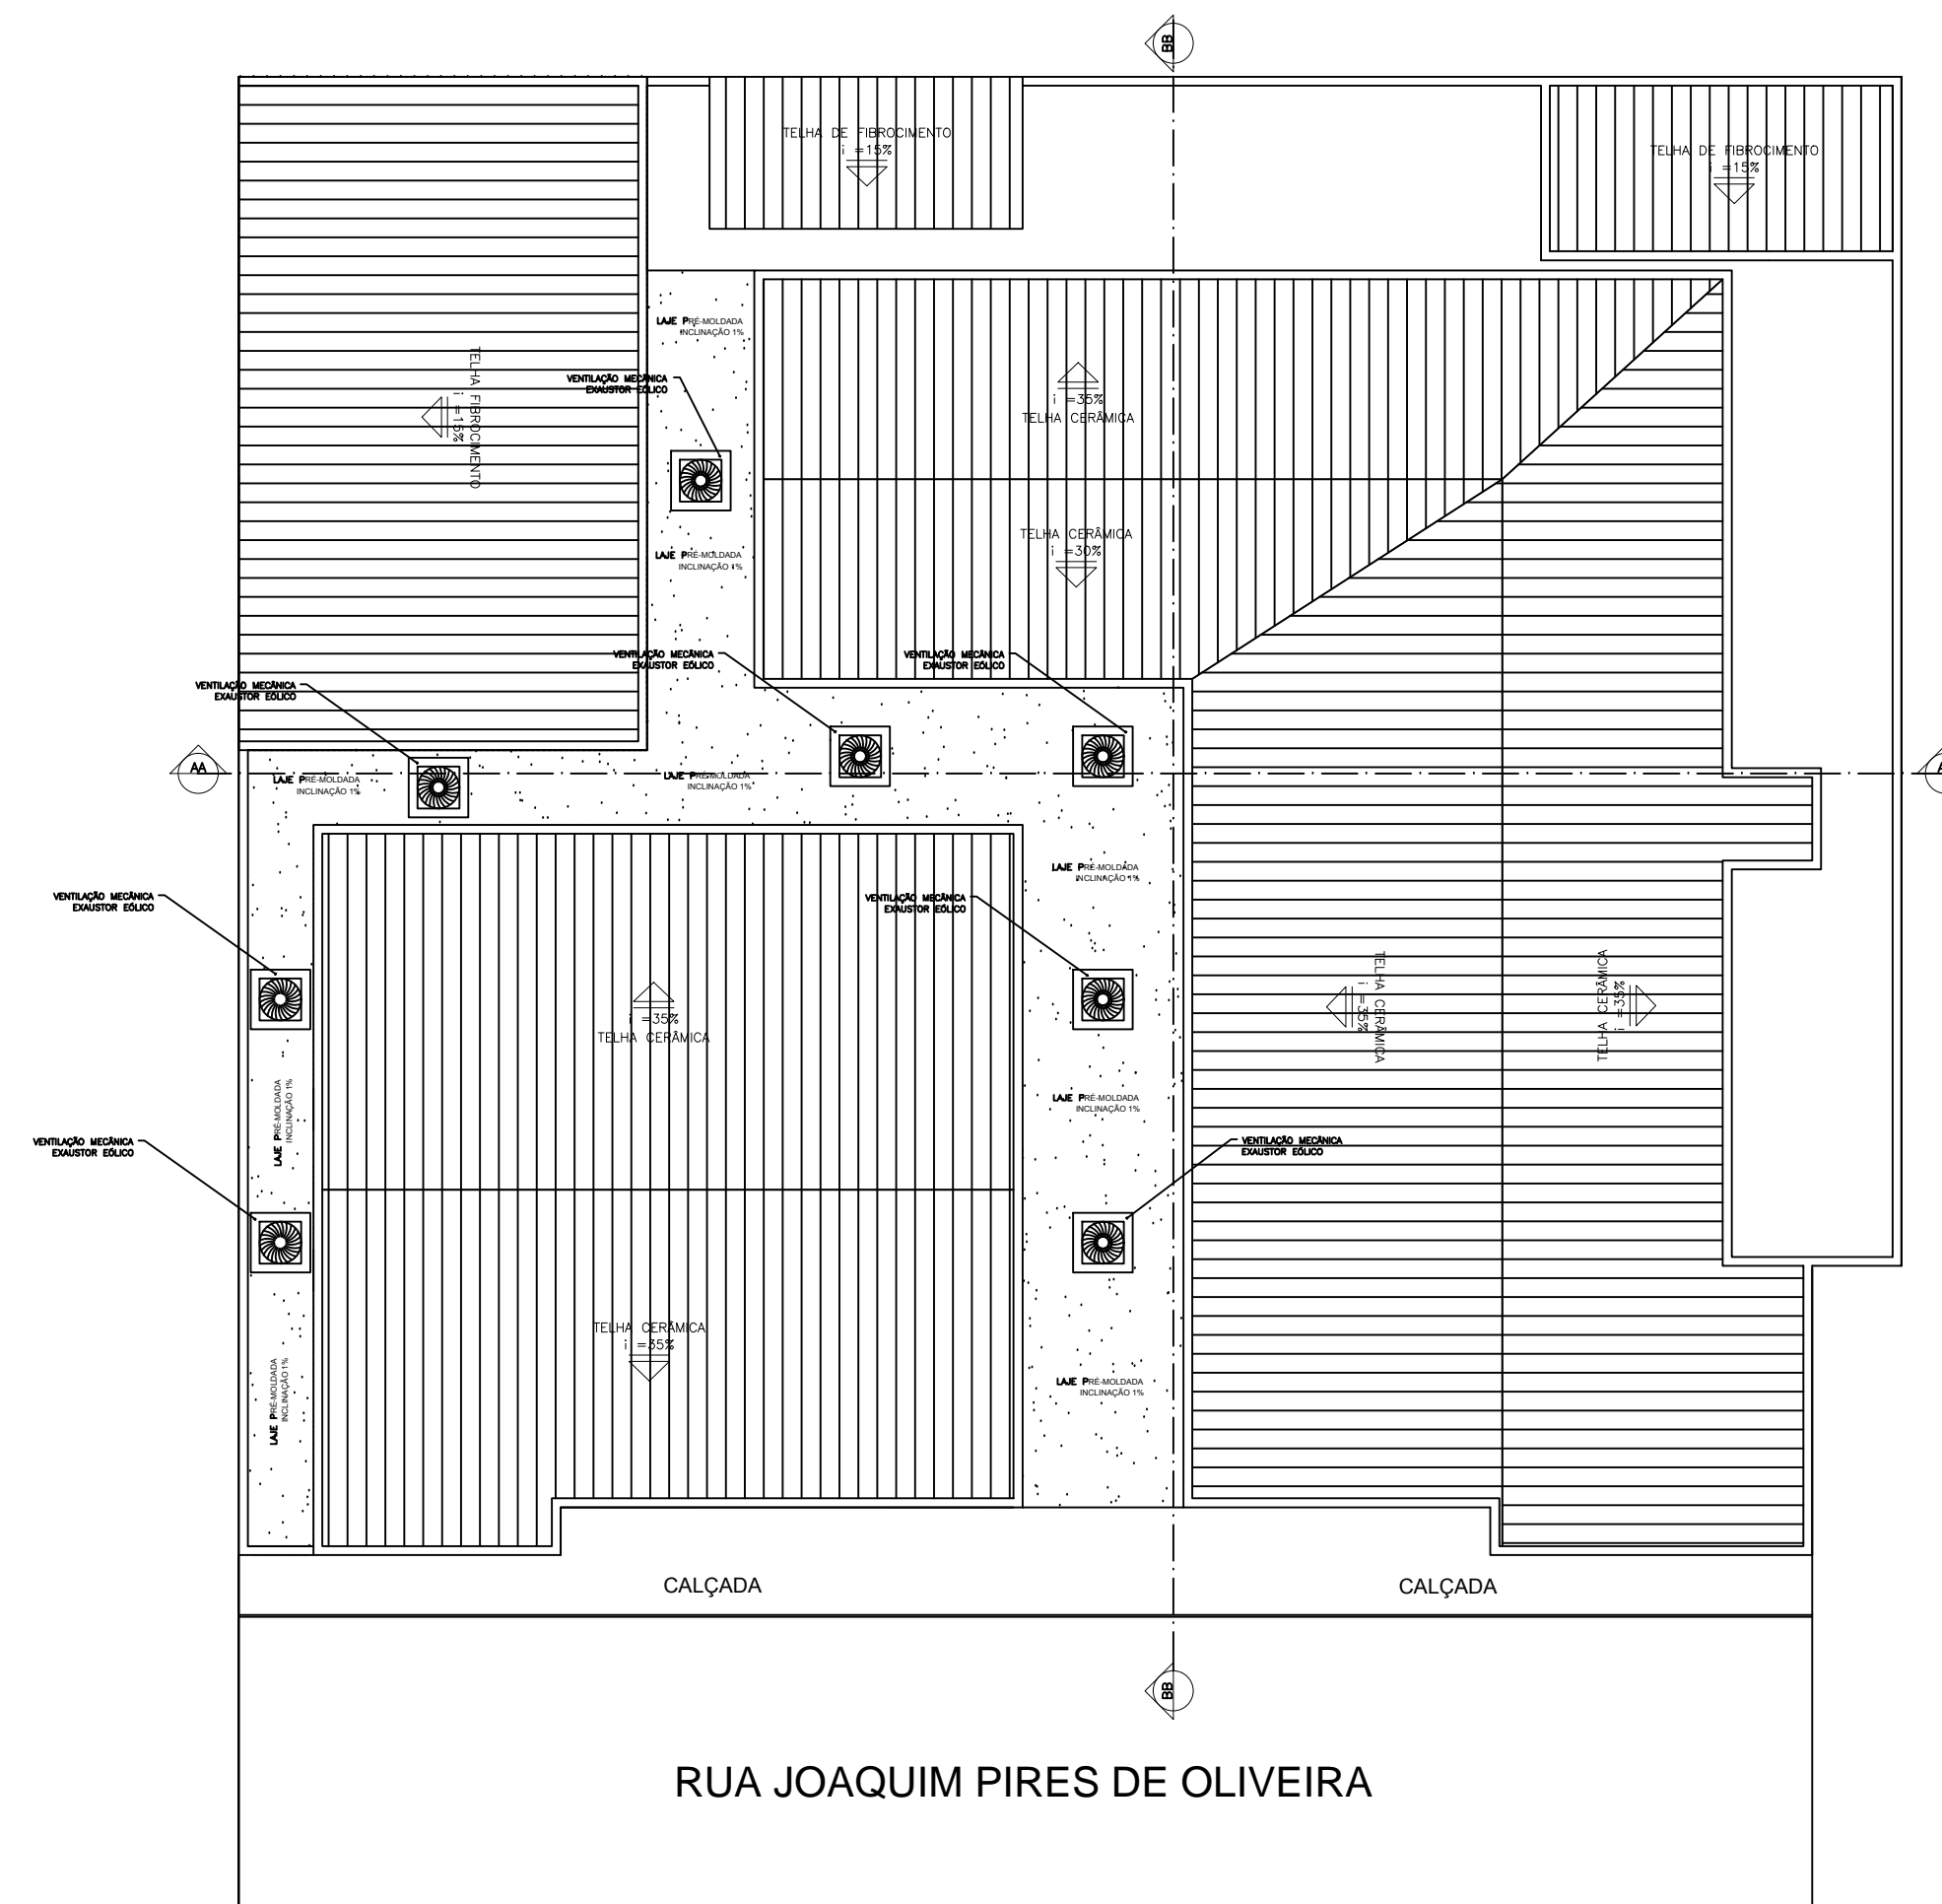 BB
TELHA DE FIBROCIMENTO
i =15%
TELHA DE FIBROCIMENTO
i =15%
LAJE PRÉ-MOLDADA
INCLINAÇÃO 1%
TELHA FIBROCIMENTO
i =15%
VENTILAÇÃO MECÂNICA
EXAUSTOR EÓLICO
i =35%
TELHA CERÂMICA
TELHA CERÂMICA
i =30%
LAJE PRÉ-MOLDADA
INCLINAÇÃO 1%
VENTILAÇÃO MECÂNICA
EXAUSTOR EÓLICO
VENTILAÇÃO MECÂNICA
EXAUSTOR EÓLICO
VENTILAÇÃO MECÂNICA
EXAUSTOR EÓLICO
AA
LAJE PRÉ-MOLDADA
INCLINAÇÃO 1%
LAJE PRÉ-MOLDADA
INCLINAÇÃO 1%
LAJE PRÉ-MOLDADA
INCLINAÇÃO 1%
VENTILAÇÃO MECÂNICA
EXAUSTOR EÓLICO
VENTILAÇÃO MECÂNICA
EXAUSTOR EÓLICO
i =35%
TELHA CERÂMICA
TELHA CERÂMICA
i =35%
TELHA CERÂMICA
i =35%
LAJE PRÉ-MOLDADA
INCLINAÇÃO 1%
LAJE PRÉ-MOLDADA
INCLINAÇÃO 1%
VENTILAÇÃO MECÂNICA
EXAUSTOR EÓLICO
VENTILAÇÃO MECÂNICA
EXAUSTOR EÓLICO
TELHA CERÂMICA
i =35%
LAJE PRÉ-MOLDADA
INCLINAÇÃO 1%
LAJE PRÉ-MOLDADA
INCLINAÇÃO 1%
CALÇADA
CALÇADA
BB
RUA JOAQUIM PIRES DE OLIVEIRA